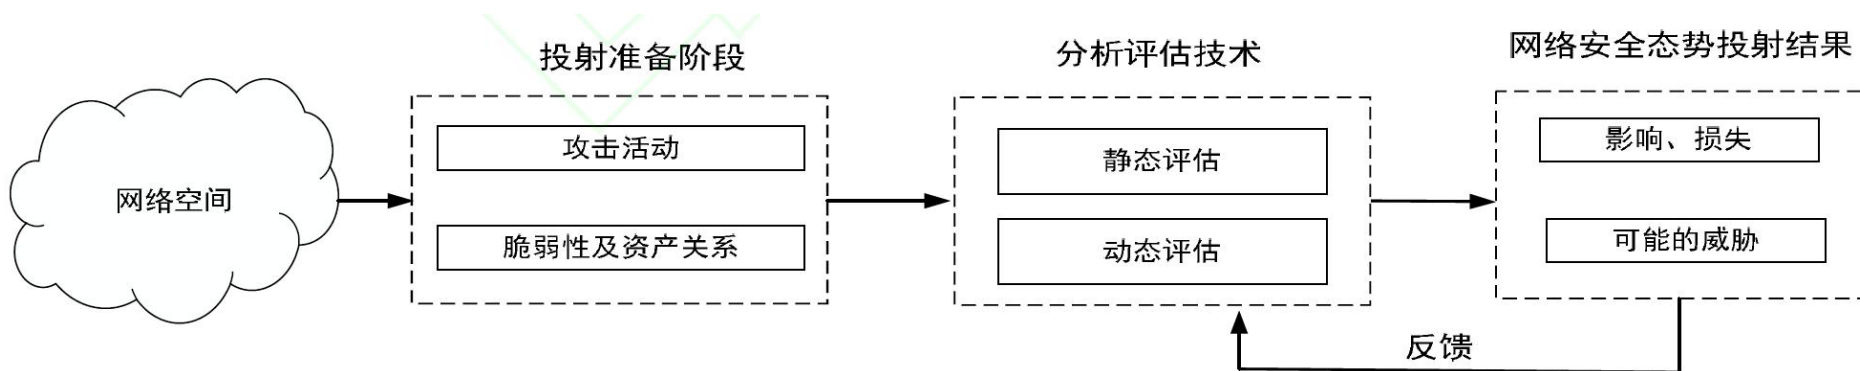 网络空间
投射准备阶段
攻击活动
脆弱性及资产关系
分析评估技术
静态评估
动态评估
网络安全态势投射结果
影响、损失
可能的威胁
反馈